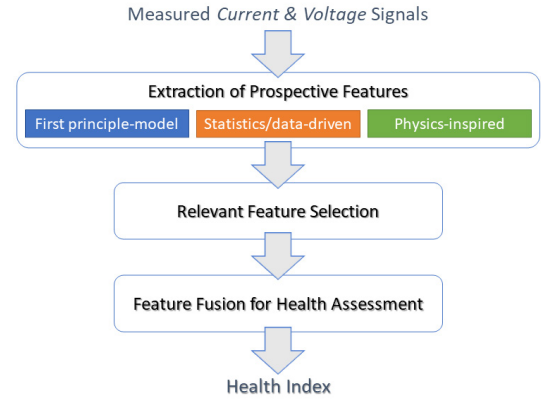 Measured Current & Voltage Signals
Extraction of Prospective Features
First principle-model Statistics/data-driven Physics-inspired
Relevant Feature Selection
Feature Fusion for Health Assessment
Health Index